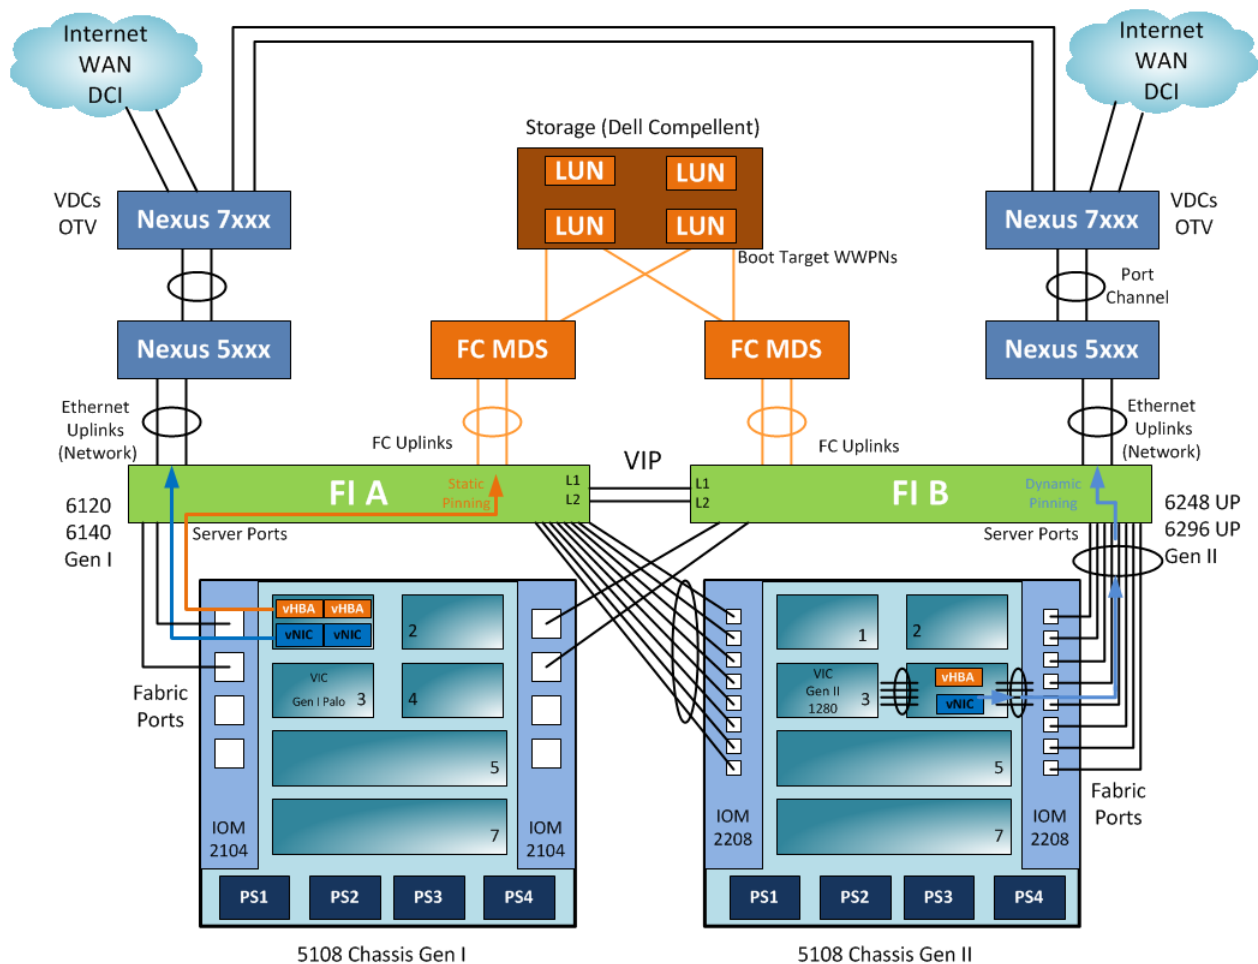 Internet
WAN
DCI
Internet
WAN
DCI
Storage (Dell Compellent)
LUN
LUN
LUN
LUN
VDCs
OTV
Nexus 7xxx
Nexus 7xxx
VDCs
OTV
Boot Target WWPNs
Port
Channel
Nexus 5xxx
FC MDS
FC MDS
Nexus 5xxx
Ethernet
Uplinks
(Network)
FC Uplinks
VIP
FC Uplinks
Ethernet
Uplinks
(Network)
FI A
Static
Pinning
L1
L2
L1
L2
FI B
Dynamic
Pinning
6120
6140
Gen I
Server Ports
Server Ports
6248 UP
6296 UP
Gen II
vHBA
vHBA
vNIC
vNIC
2
VIC
Gen I Palo
3
4
5
7
Fabric
Ports
IOM
2104
IOM
2104
PS1
PS2
PS3
PS4
5108 Chassis Gen I
1
2
VIC
Gen II
1280
3
vHBA
vNIC
5
7
IOM
2208
IOM
2208
Fabric
Ports
PS1
PS2
PS3
PS4
5108 Chassis Gen II